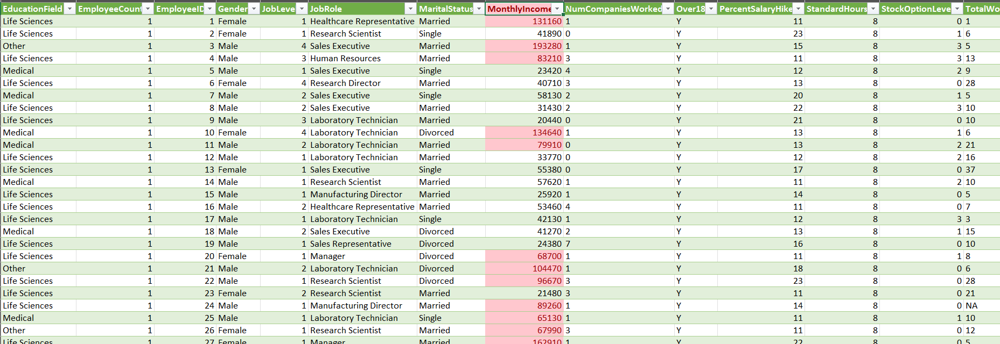 EducationField EmployeeCount EmployeeID Gender JobLevel JobRole MaritalStatus MonthlyIncome NumCompaniesWorked Over18 PercentSalaryHike StandardHours StockOptionLeve TotalWo
Life Sciences 1 1 Female 1 Healthcare Representative Married 131160 1 Y 11 8 0 1
Life Sciences 1 2 Female 1 Research Scientist Single 41890 0 Y 23 8 1 6
Other 1 3 Male 4 Sales Executive Married 193280 1 Y 15 8 3 5
Life Sciences 1 4 Male 3 Human Resources Married 83210 3 Y 11 8 3 13
Medical 1 5 Male 1 Sales Executive Single 23420 4 Y 12 8 2 9
Life Sciences 1 6 Female 4 Research Director Married 40710 3 Y 13 8 0 28
Medical 1 7 Male 2 Sales Executive Single 58130 2 Y 20 8 1 5
Life Sciences 1 8 Male 2 Sales Executive Married 31430 2 Y 22 8 3 10
Life Sciences 1 9 Male 3 Laboratory Technician Married 20440 0 Y 21 8 0 10
Medical 1 10 Female 4 Laboratory Technician Divorced 134640 1 Y 13 8 1 6
Medical 1 11 Male 2 Laboratory Technician Married 79910 0 Y 13 8 2 21
Life Sciences 1 12 Male 1 Laboratory Technician Married 33770 0 Y 12 8 2 16
Life Sciences 1 13 Female 1 Sales Executive Single 55380 0 Y 17 8 0 37
Medical 1 14 Male 1 Research Scientist Married 57620 1 Y 11 8 2 10
Life Sciences 1 15 Male 1 Manufacturing Director Married 25920 1 Y 14 8 0 5
Life Sciences 1 16 Male 2 Healthcare Representative Married 53460 4 Y 11 8 0 7
Life Sciences 1 17 Male 1 Laboratory Technician Single 42130 1 Y 12 8 3 3
Medical 1 18 Male 2 Sales Executive Divorced 41270 2 Y 13 8 1 15
Life Sciences 1 19 Male 1 Sales Representative Divorced 24380 7 Y 16 8 0 10
Life Sciences 1 20 Female 1 Manager Divorced 68700 1 Y 11 8 1 8
Other 1 21 Male 2 Laboratory Technician Divorced 104470 1 Y 18 8 0 6
Life Sciences 1 22 Male 1 Research Scientist Divorced 96670 3 Y 23 8 0 28
Life Sciences 1 23 Female 2 Research Scientist Married 21480 3 Y 11 8 0 21
Life Sciences 1 24 Male 1 Manufacturing Director Married 89260 1 Y 14 8 0 NA
Medical 1 25 Male 1 Laboratory Technician Single 65130 1 Y 11 8 1 10
Other 1 26 Female 1 Research Scientist Married 67990 3 Y 11 8 0 12
Life Sciences 1 27 Female 1 Manager Married 162910 1 Y 22 8 0 5